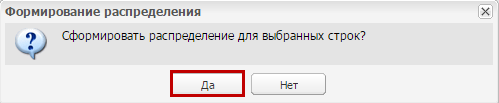 Формирование распределения
Сформировать распределение для выбранных строк?
Да
Нет